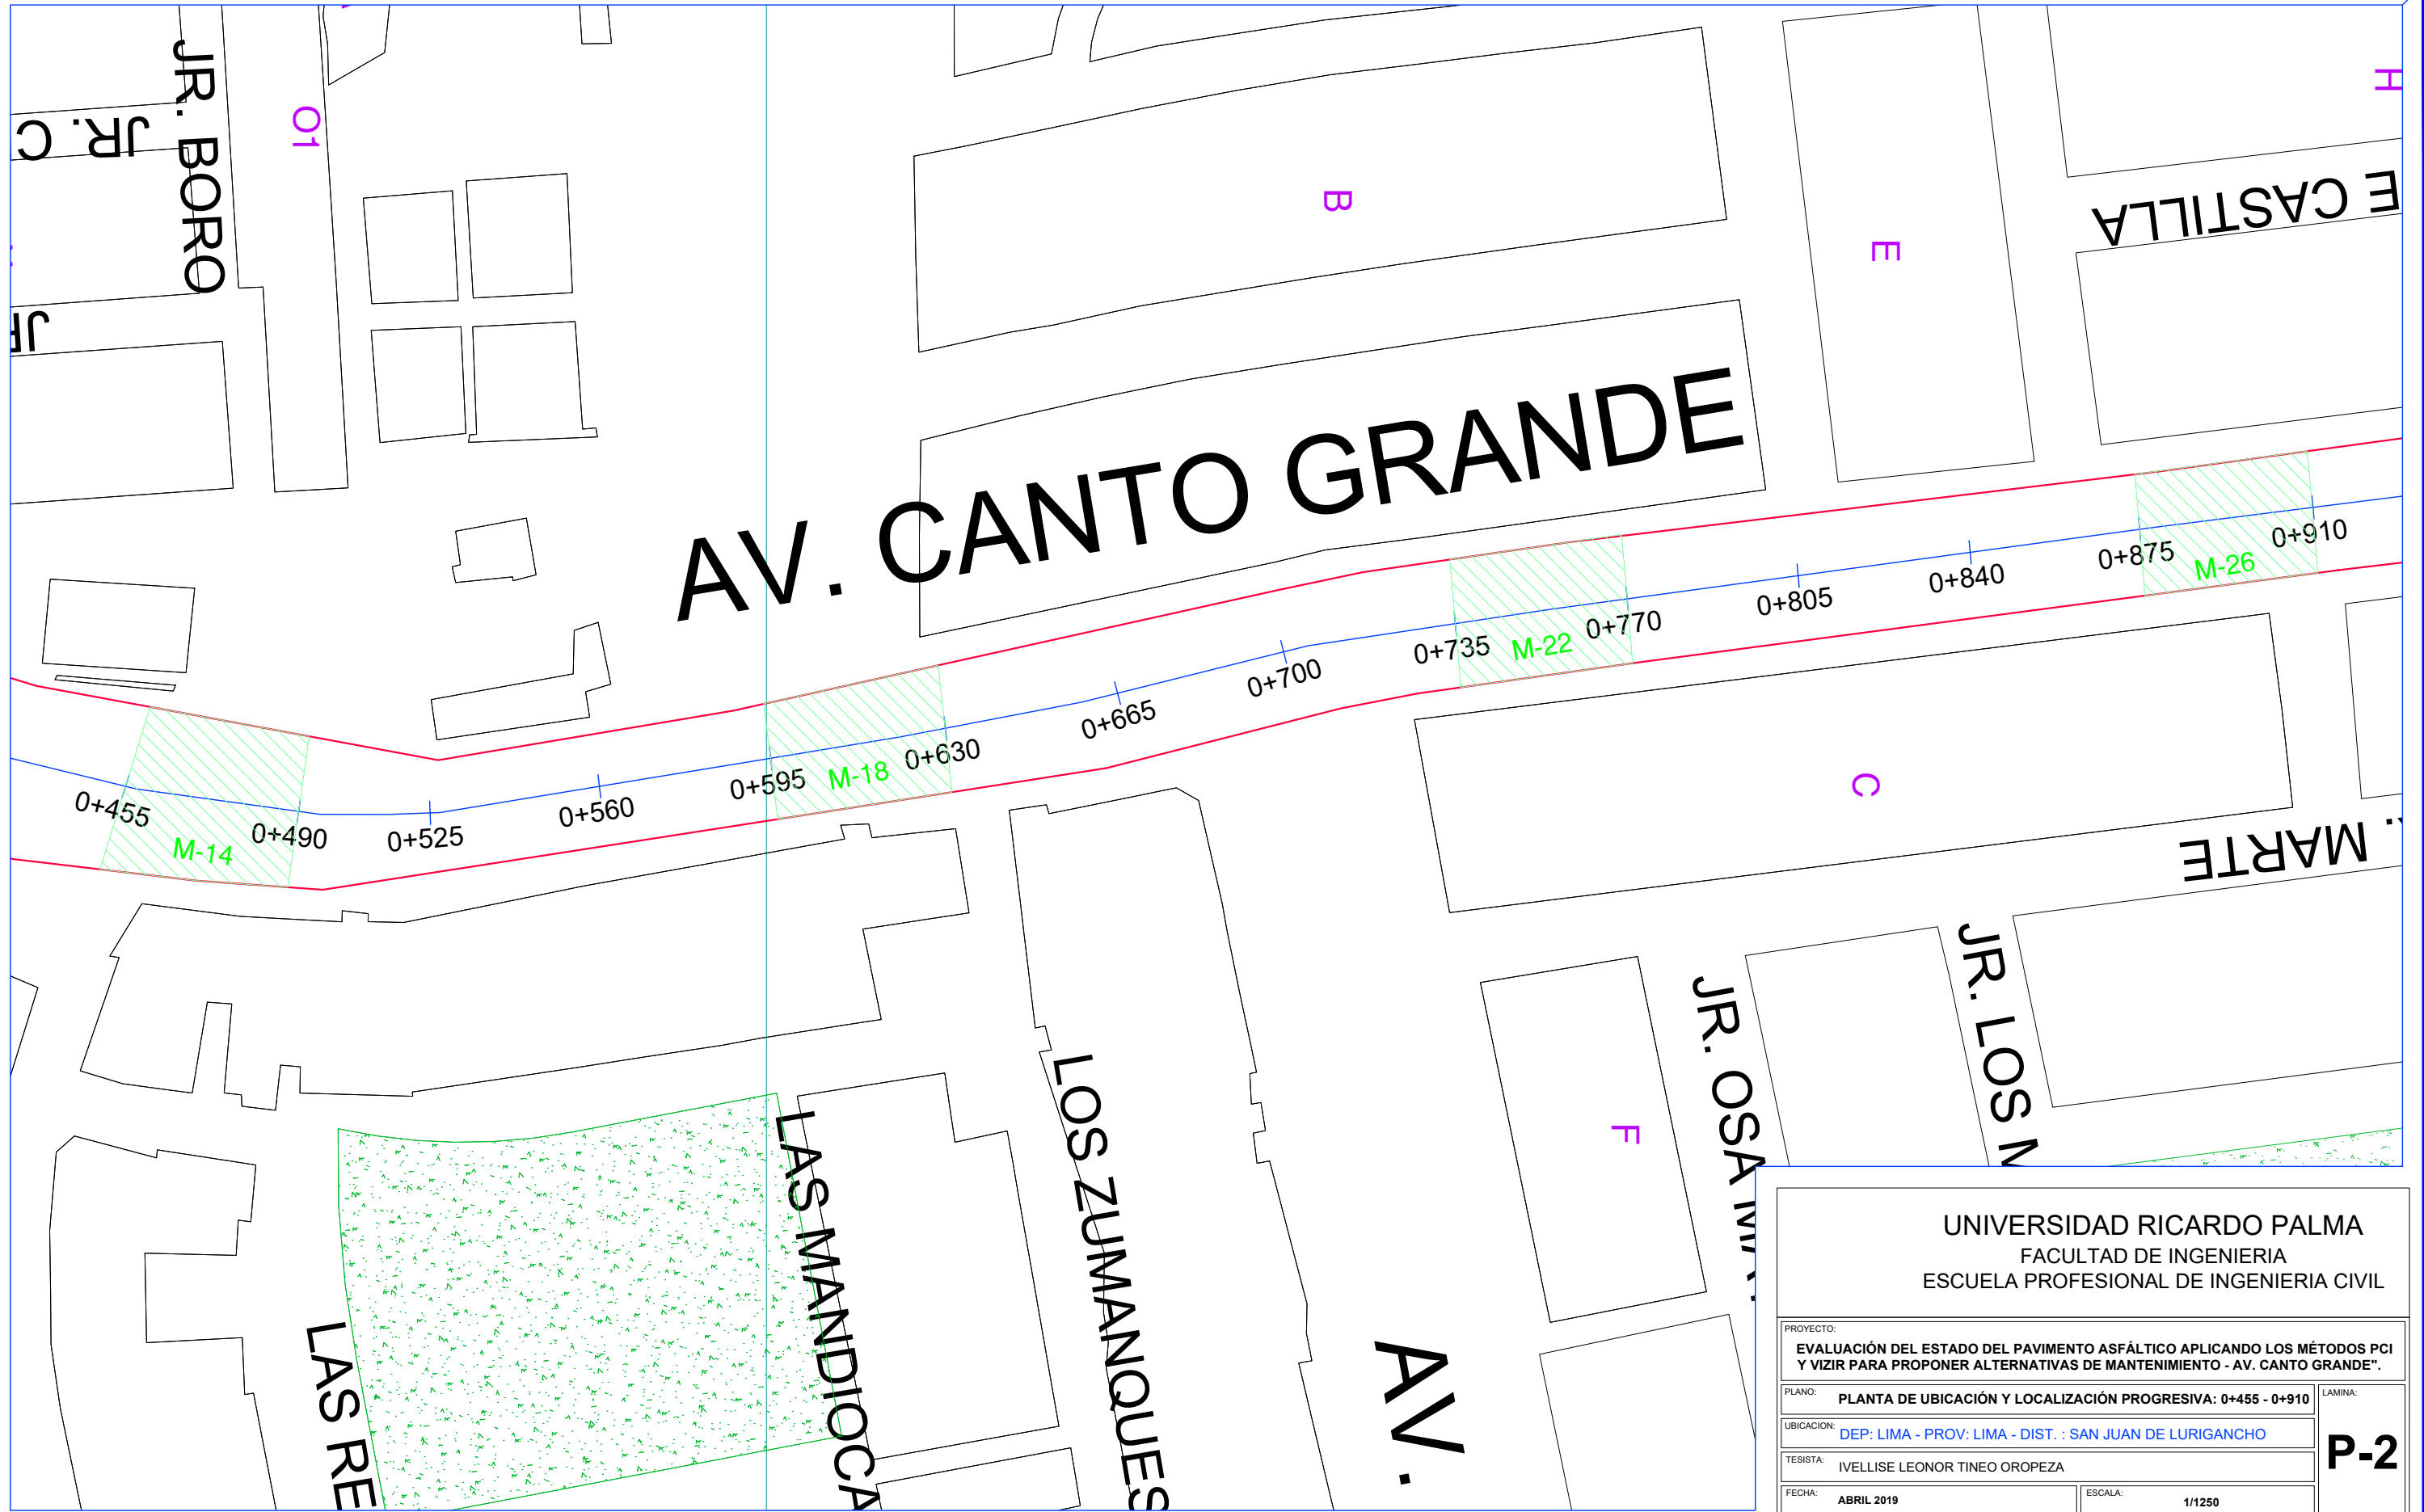 JR. BORO
JR. C
O1
JR
B
E
H
E CASTILLA
AV. CANTO GRANDE
0+455
M-14
0+490
0+525
0+560
0+595
M-18
0+630
0+665
0+700
0+735
M-22
0+770
0+805
0+840
0+875
M-26
0+910
C
. MARTE
F
JR. OSA MA
JR. LOS M
LOS ZUMANQUES
LAS MANDIOCA
LAS RE
AV.
UNIVERSIDAD RICARDO PALMA
FACULTAD DE INGENIERIA
ESCUELA PROFESIONAL DE INGENIERIA CIVIL
PROYECTO:
EVALUACIÓN DEL ESTADO DEL PAVIMENTO ASFÁLTICO APLICANDO LOS MÉTODOS PCI
Y VIZIR PARA PROPONER ALTERNATIVAS DE MANTENIMIENTO - AV. CANTO GRANDE".
PLANO: PLANTA DE UBICACIÓN Y LOCALIZACIÓN PROGRESIVA: 0+455 - 0+910
LAMINA:
P-2
UBICACION: DEP: LIMA - PROV: LIMA - DIST. : SAN JUAN DE LURIGANCHO
TESISTA: IVELLISE LEONOR TINEO OROPEZA
FECHA: ABRIL 2019
ESCALA: 1/1250